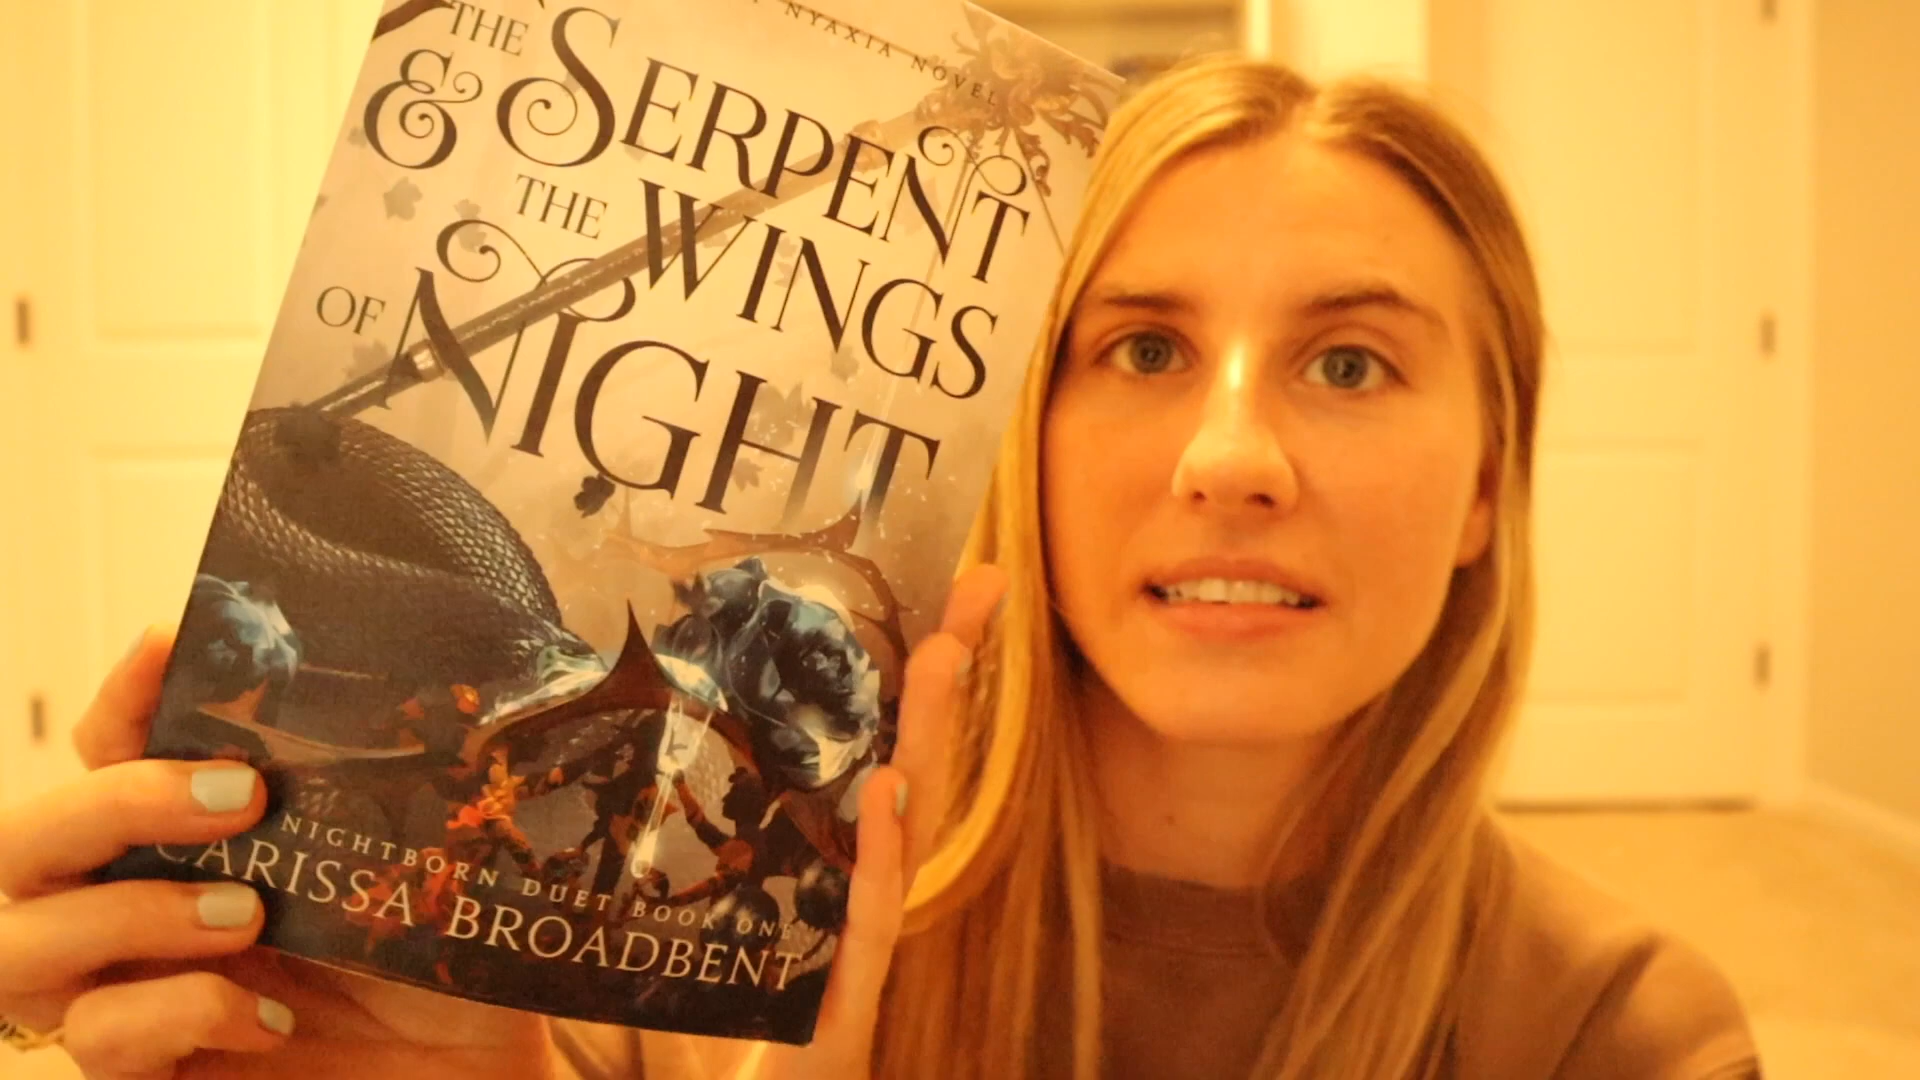 NYAXIA NOVEL
THE SERPENT
& THE WINGS
OF NIGHT
NIGHTBORN DUET BOOK ONE
CARISSA BROADBENT